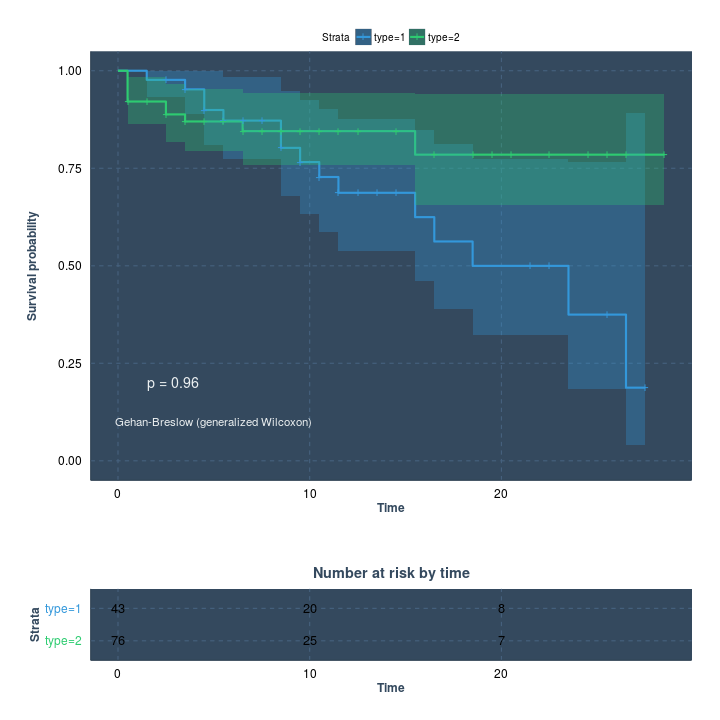 Strata type=1 type=2
1.00
0.75
0.50
0.25
0.00
Survival probability
p = 0.96
Gehan-Breslow (generalized Wilcoxon)
0 10 20
Time
Number at risk by time
Strata
type=1 43 20 8
type=2 76 25 7
0 10 20
Time